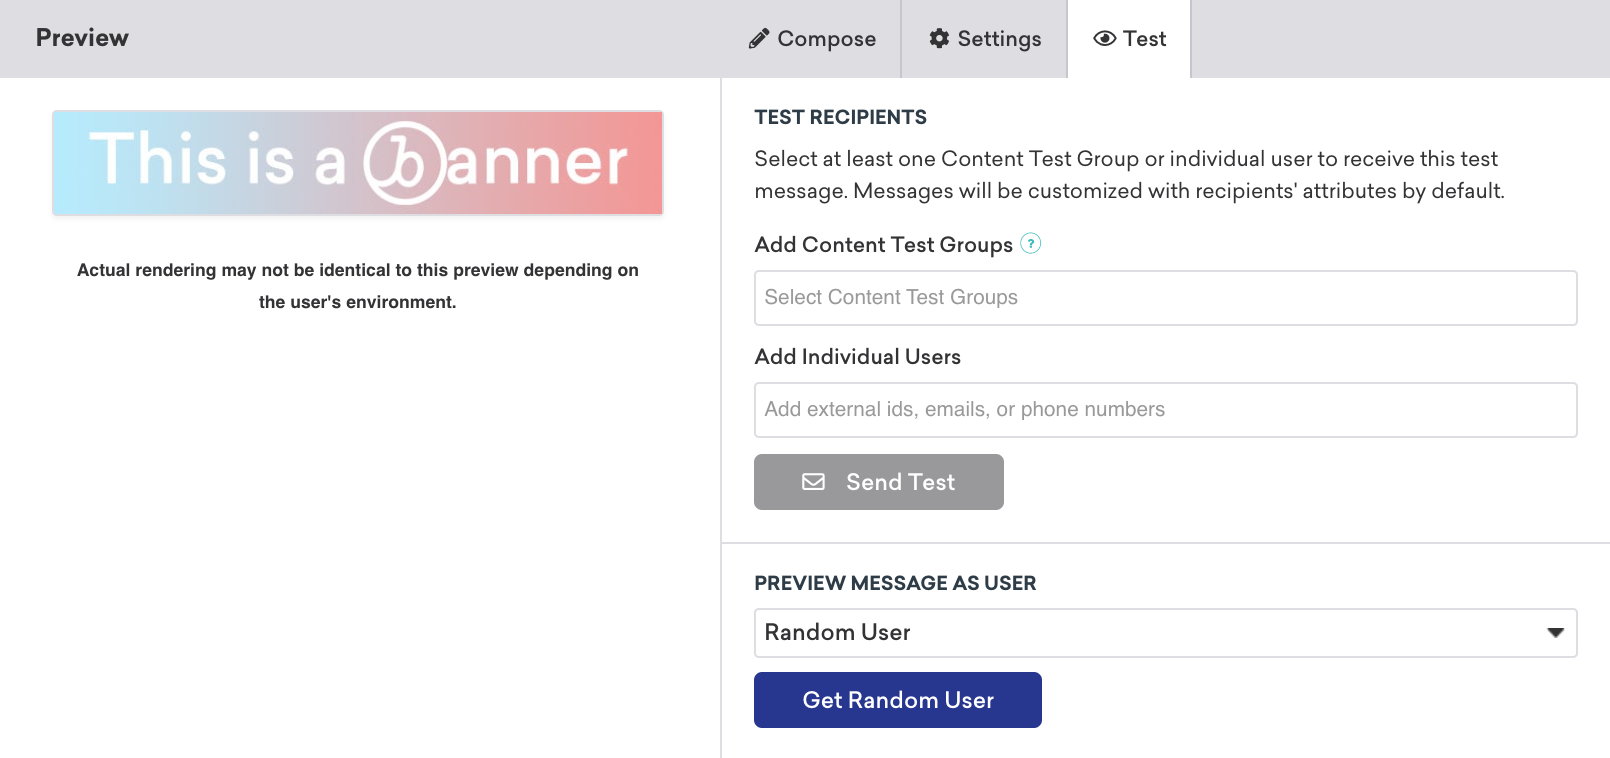 Preview
Compose
Settings
Test
This is a banner
Actual rendering may not be identical to this preview depending on
the user's environment.
TEST RECIPIENTS
Select at least one Content Test Group or individual user to receive this test
message. Messages will be customized with recipients' attributes by default.
Add Content Test Groups ?
Select Content Test Groups
Add Individual Users
Add external ids, emails, or phone numbers
Send Test
PREVIEW MESSAGE AS USER
Random User
Get Random User